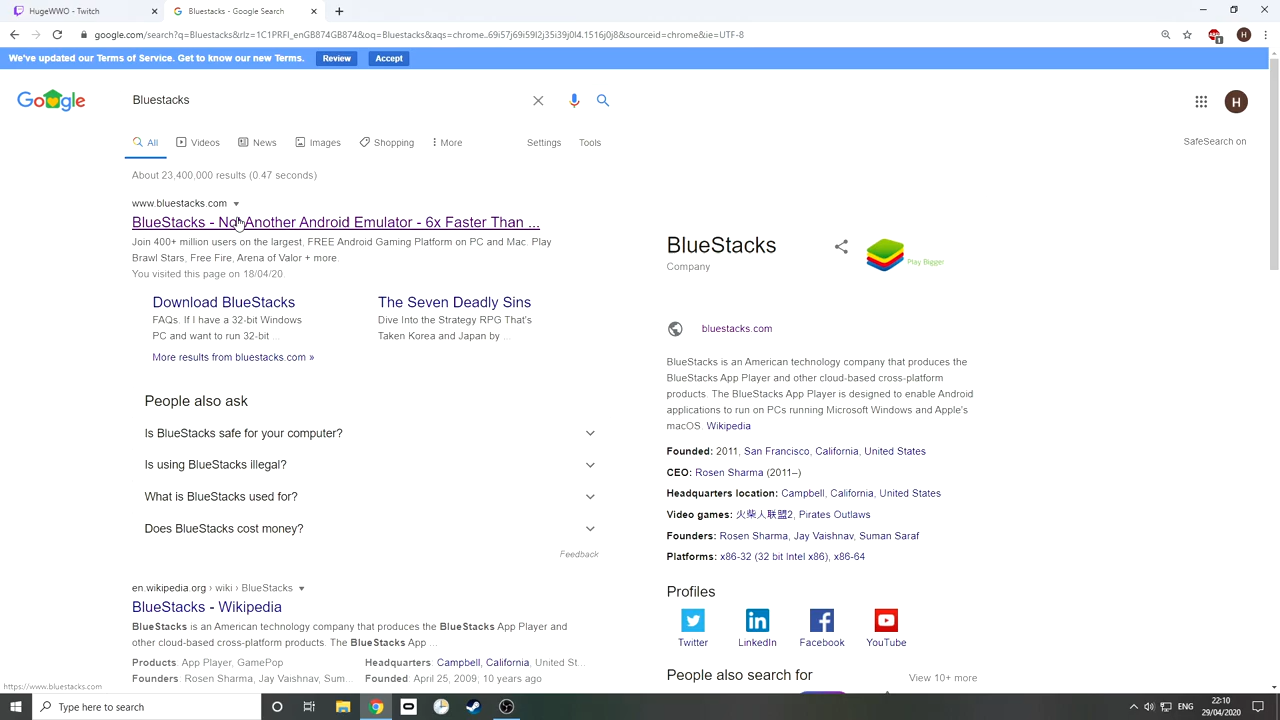 HugeWWO - Twitch
Bluestacks - Google Search
google.com/search?q=Bluestacks&rlz=1C1PRFI_enGB874GB874&oq=Bluestacks&aqs=chrome..69i57j69i59l2j35i39j0l4.1516j0j8&sourceid=chrome&ie=UTF-8
H
We've updated our Terms of Service. Get to know our new Terms. Review Accept
Google
Bluestacks
H
All Videos News Images Shopping More Settings Tools
SafeSearch on
About 23,400,000 results (0.47 seconds)
www.bluestacks.com
BlueStacks - Not Another Android Emulator - 6x Faster Than ...
Join 400+ million users on the largest, FREE Android Gaming Platform on PC and Mac. Play
Brawl Stars, Free Fire, Arena of Valor + more.
You visited this page on 18/04/20.
Download BlueStacks
FAQs. If I have a 32-bit Windows
PC and want to run 32-bit ...
The Seven Deadly Sins
Dive Into the Strategy RPG That's
Taken Korea and Japan by ...
More results from bluestacks.com »
People also ask
Is BlueStacks safe for your computer?
Is using BlueStacks illegal?
What is BlueStacks used for?
Does BlueStacks cost money?
Feedback
en.wikipedia.org › wiki › BlueStacks
BlueStacks - Wikipedia
BlueStacks is an American technology company that produces the BlueStacks App Player and
other cloud-based cross-platform products. The BlueStacks App ...
Products: App Player, GamePop
Headquarters: Campbell, California, United St...
Founders: Rosen Sharma, Jay Vaishnav, Sum...
Founded: April 25, 2009, 10 years ago
BlueStacks
Company
Play Bigger
bluestacks.com
BlueStacks is an American technology company that produces the
BlueStacks App Player and other cloud-based cross-platform
products. The BlueStacks App Player is designed to enable Android
applications to run on PCs running Microsoft Windows and Apple's
macOS. Wikipedia
Founded: 2011, San Francisco, California, United States
CEO: Rosen Sharma (2011–)
Headquarters location: Campbell, California, United States
Video games: 火柴人联盟2, Pirates Outlaws
Founders: Rosen Sharma, Jay Vaishnav, Suman Saraf
Platforms: x86-32 (32 bit Intel x86), x86-64
Profiles
Twitter LinkedIn Facebook YouTube
People also search for
View 10+ more
https://www.bluestacks.com
Type here to search
22:10
29/04/2020